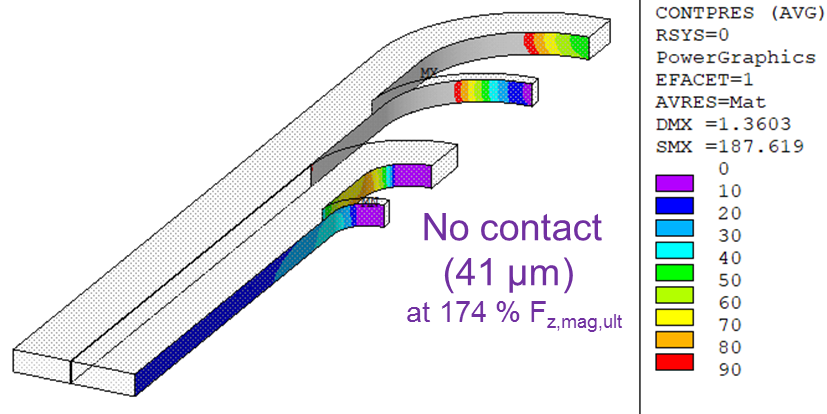 CONTPRES (AVG)
RSYS=0
PowerGraphics
EFACET=1
AVRES=Mat
DMX =1.3603
SMX =187.619
0
10
20
30
40
50
60
70
80
90
MX
No contact
(41 µm)
at 174 % Fz,mag,ult